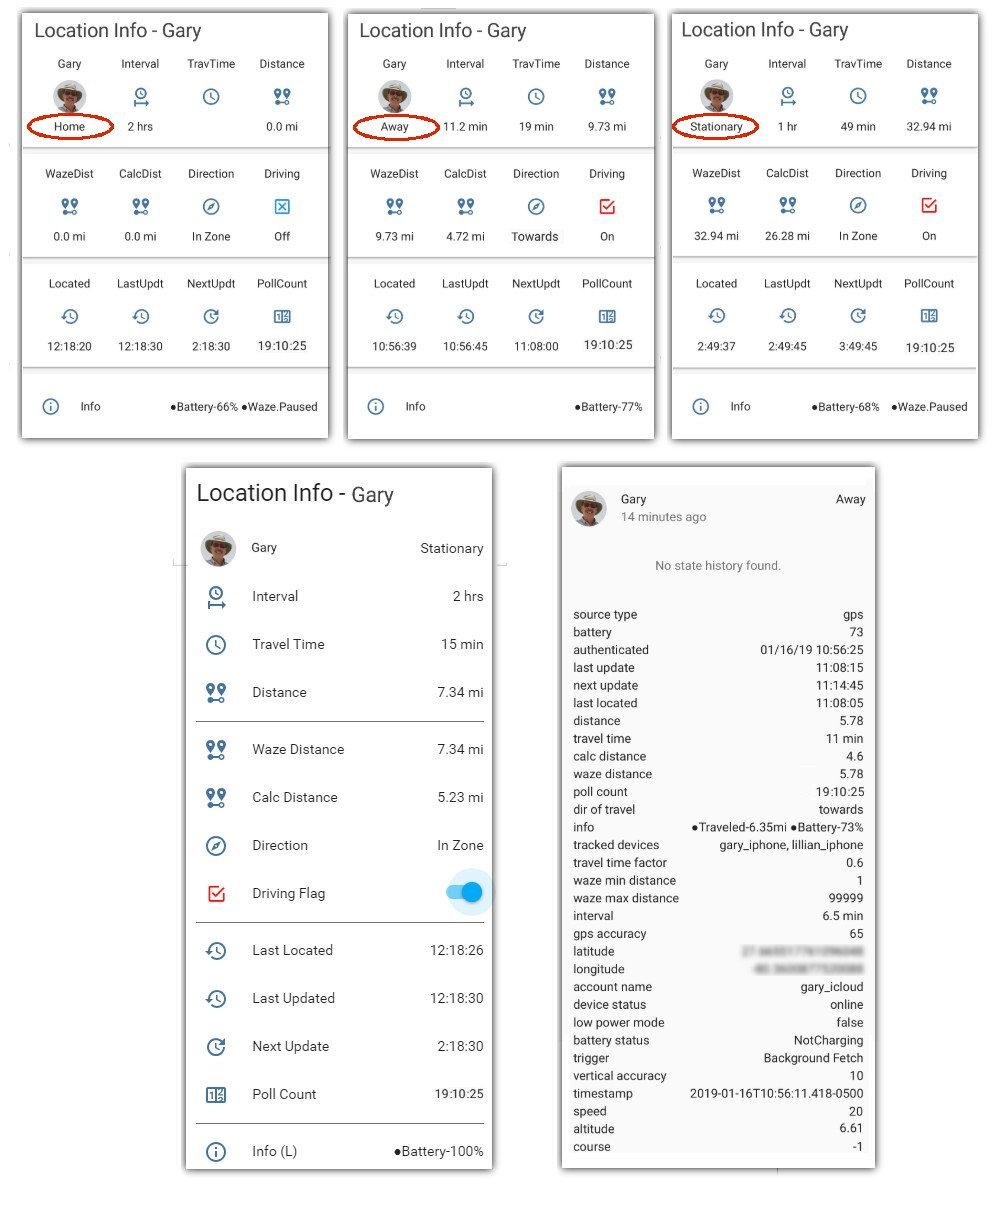 Location Info - Gary
Gary Interval TravTime Distance
Home 2 hrs 0.0 mi
WazeDist CalcDist Direction Driving
0.0 mi 0.0 mi In Zone Off
Located LastUpdt NextUpdt PollCount
12:18:20 12:18:30 2:18:30 19:10:25
Info ●Battery-66% ●Waze.Paused
Location Info - Gary
Gary Interval TravTime Distance
Away 11.2 min 19 min 9.73 mi
WazeDist CalcDist Direction Driving
9.73 mi 4.72 mi Towards On
Located LastUpdt NextUpdt PollCount
10:56:39 10:56:45 11:08:00 19:10:25
Info ●Battery-77%
Location Info - Gary
Gary Interval TravTime Distance
Stationary 1 hr 49 min 32.94 mi
WazeDist CalcDist Direction Driving
32.94 mi 26.28 mi In Zone On
Located LastUpdt NextUpdt PollCount
2:49:37 2:49:45 3:49:45 19:10:25
Info ●Battery-68% ●Waze.Paused
Location Info - Gary
Gary Stationary
Interval 2 hrs
Travel Time 15 min
Distance 7.34 mi
Waze Distance 7.34 mi
Calc Distance 5.23 mi
Direction In Zone
Driving Flag
Last Located 12:18:26
Last Updated 12:18:30
Next Update 2:18:30
Poll Count 19:10:25
Info (L) ●Battery-100%
Gary Away
14 minutes ago
No state history found.
source type gps
battery 73
authenticated 01/16/19 10:56:25
last update 11:08:15
next update 11:14:45
last located 11:08:05
distance 5.78
travel time 11 min
calc distance 4.6
waze distance 5.78
poll count 19:10:25
dir of travel towards
info ●Traveled-6.35mi ●Battery-73%
tracked devices gary_iphone, lillian_iphone
travel time factor 0.6
waze min distance 1
waze max distance 99999
interval 6.5 min
gps accuracy 65
latitude
longitude
account name gary_icloud
device status online
low power mode false
battery status NotCharging
trigger Background Fetch
vertical accuracy 10
timestamp 2019-01-16T10:56:11.418-0500
speed 20
altitude 6.61
course -1